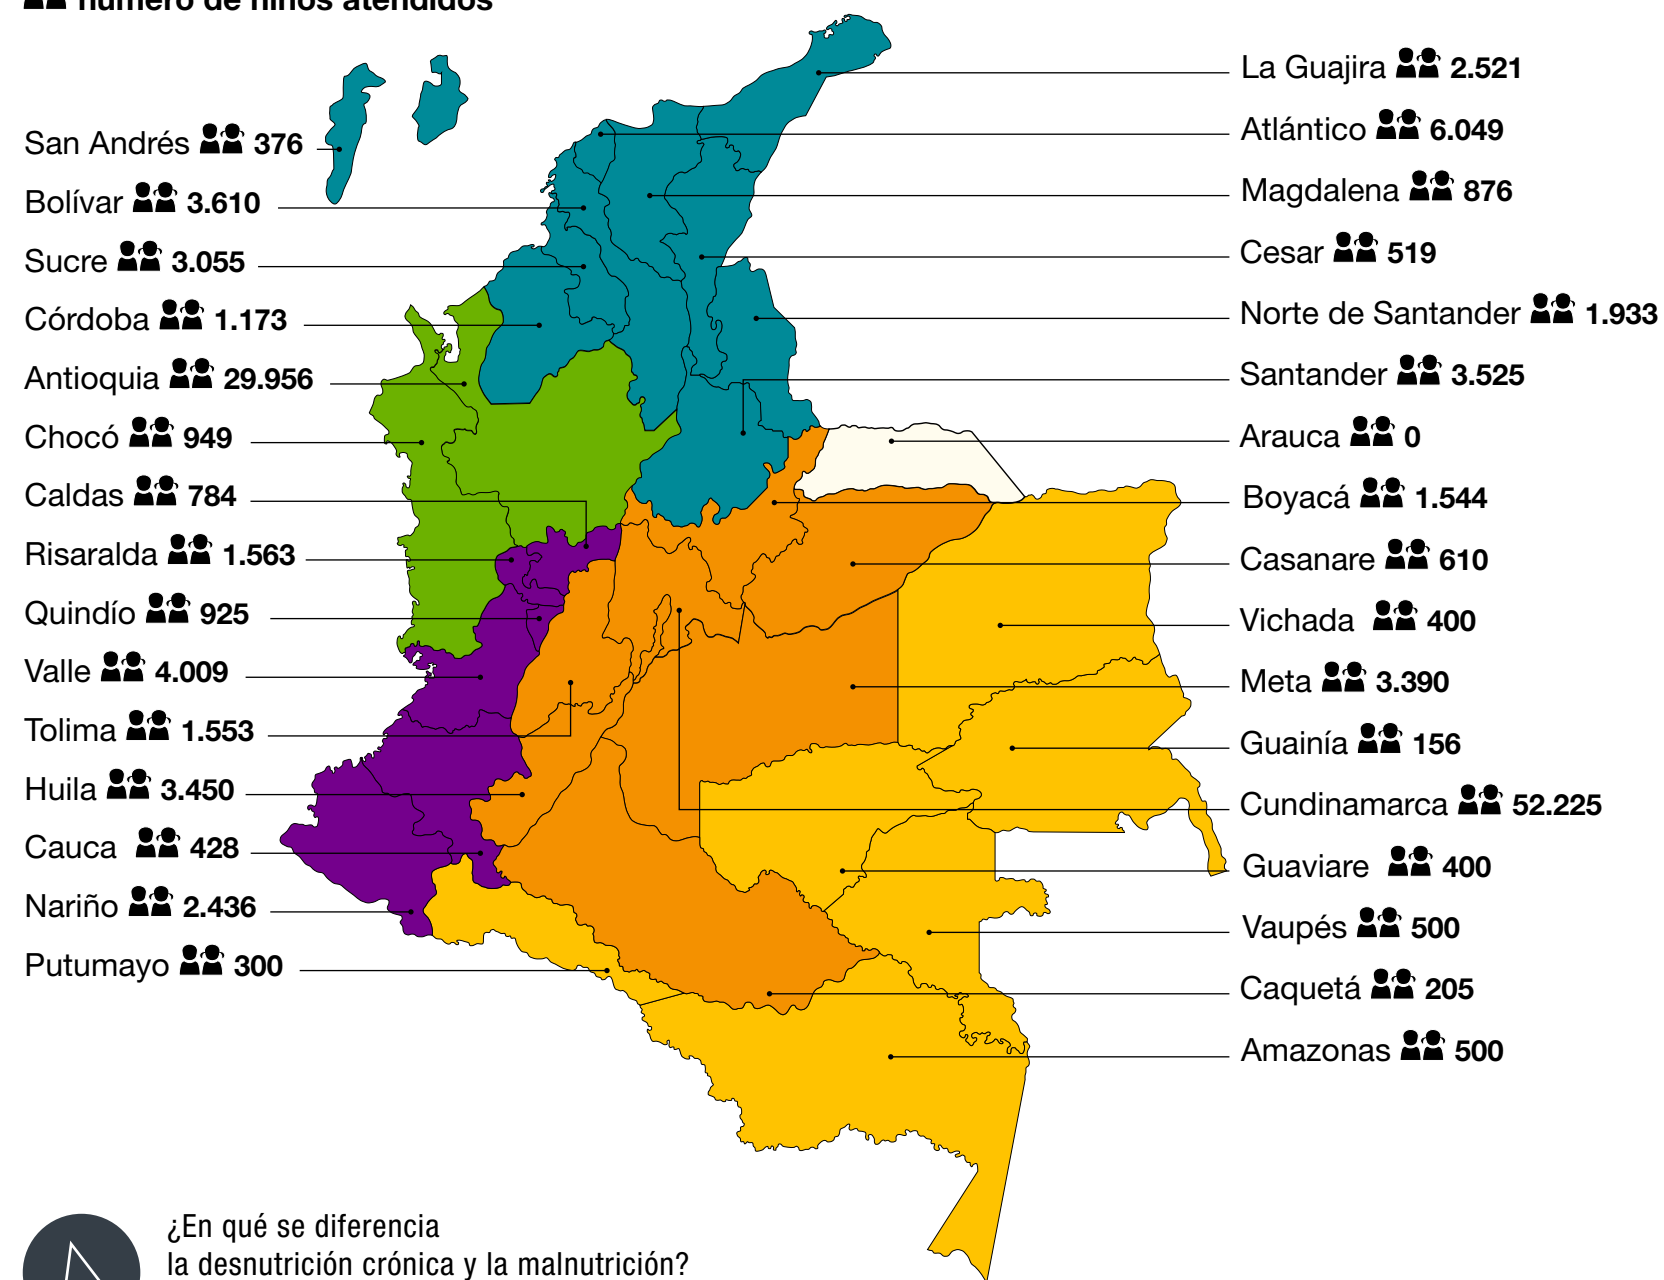 número de niños atendidos
San Andrés 376
Bolívar 3.610
Sucre 3.055
Córdoba 1.173
Antioquia 29.956
Chocó 949
Caldas 784
Risaralda 1.563
Quindío 925
Valle 4.009
Tolima 1.553
Huila 3.450
Cauca 428
Nariño 2.436
Putumayo 300
La Guajira 2.521
Atlántico 6.049
Magdalena 876
Cesar 519
Norte de Santander 1.933
Santander 3.525
Arauca 0
Boyacá 1.544
Casanare 610
Vichada 400
Meta 3.390
Guainía 156
Cundinamarca 52.225
Guaviare 400
Vaupés 500
Caquetá 205
Amazonas 500
¿En qué se diferencia
la desnutrición crónica y la malnutrición?